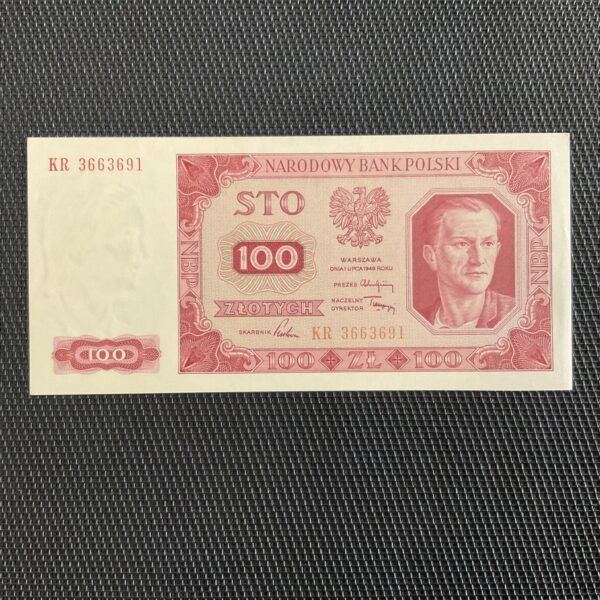 KR 3663691
NARODOWY BANK POLSKI
STO
100
ZŁOTYCH
WARSZAWA
DNIA 1 LIPCA 1948 ROKU
PREZES
NACZELNY
DYREKTOR
SKARBNIK
KR 3663691
NBP
NBP
100
100 + ZŁ + 100